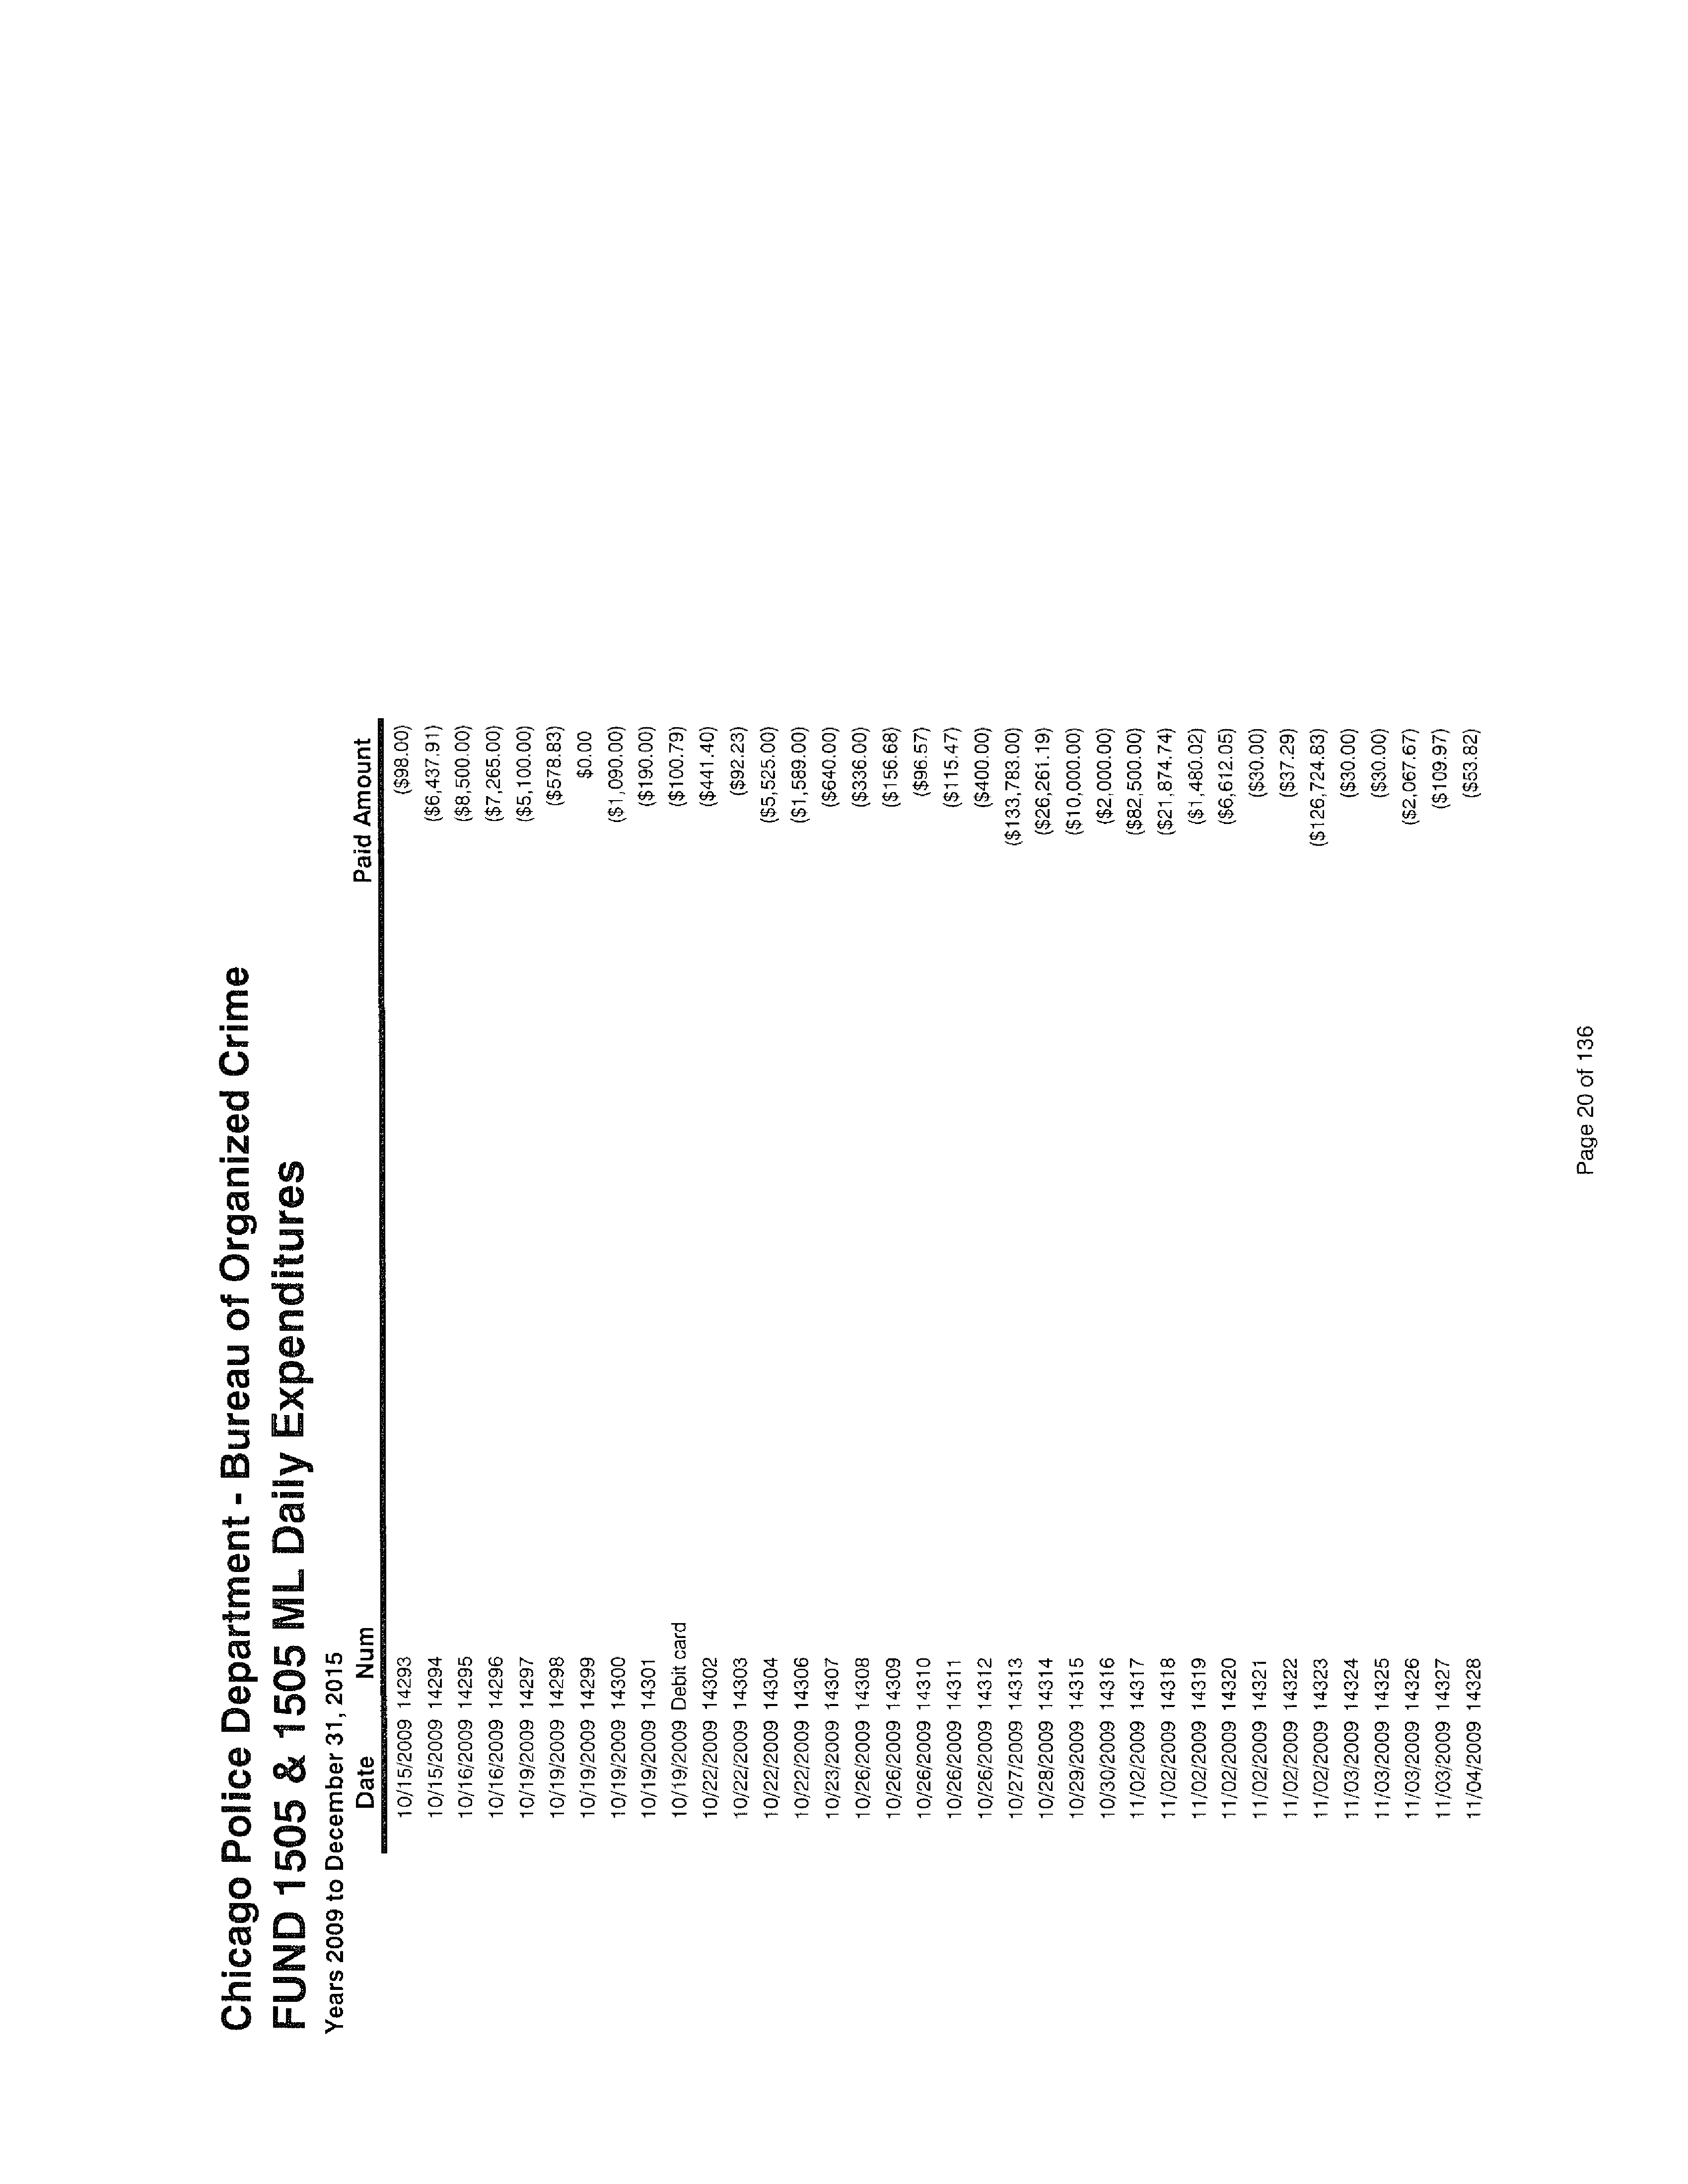 Chicago Police Department - Bureau of Organized Crime
FUND 1505 & 1505 ML Daily Expenditures
Years 2009 to December 31, 2015
Date Num Paid Amount
10/15/2009 14293 ($98.00)
10/15/2009 14294 ($6,437.91)
10/16/2009 14295 ($8,500.00)
10/16/2009 14296 ($7,265.00)
10/19/2009 14297 ($5,100.00)
10/19/2009 14298 ($578.83)
10/19/2009 14299 $0.00
10/19/2009 14300 ($1,090.00)
10/19/2009 14301 ($190.00)
10/19/2009 Debit card ($100.79)
10/22/2009 14302 ($441.40)
10/22/2009 14303 ($92.23)
10/22/2009 14304 ($5,525.00)
10/22/2009 14306 ($1,589.00)
10/23/2009 14307 ($640.00)
10/26/2009 14308 ($336.00)
10/26/2009 14309 ($156.68)
10/26/2009 14310 ($96.57)
10/26/2009 14311 ($115.47)
10/26/2009 14312 ($400.00)
10/27/2009 14313 ($133,783.00)
10/28/2009 14314 ($26,261.19)
10/29/2009 14315 ($10,000.00)
10/30/2009 14316 ($2,000.00)
11/02/2009 14317 ($82,500.00)
11/02/2009 14318 ($21,874.74)
11/02/2009 14319 ($1,480.02)
11/02/2009 14320 ($6,612.05)
11/02/2009 14321 ($30.00)
11/02/2009 14322 ($37.29)
11/02/2009 14323 ($126,724.83)
11/03/2009 14324 ($30.00)
11/03/2009 14325 ($30.00)
11/03/2009 14326 ($2,067.67)
11/03/2009 14327 ($109.97)
11/04/2009 14328 ($53.82)
Page 20 of 136